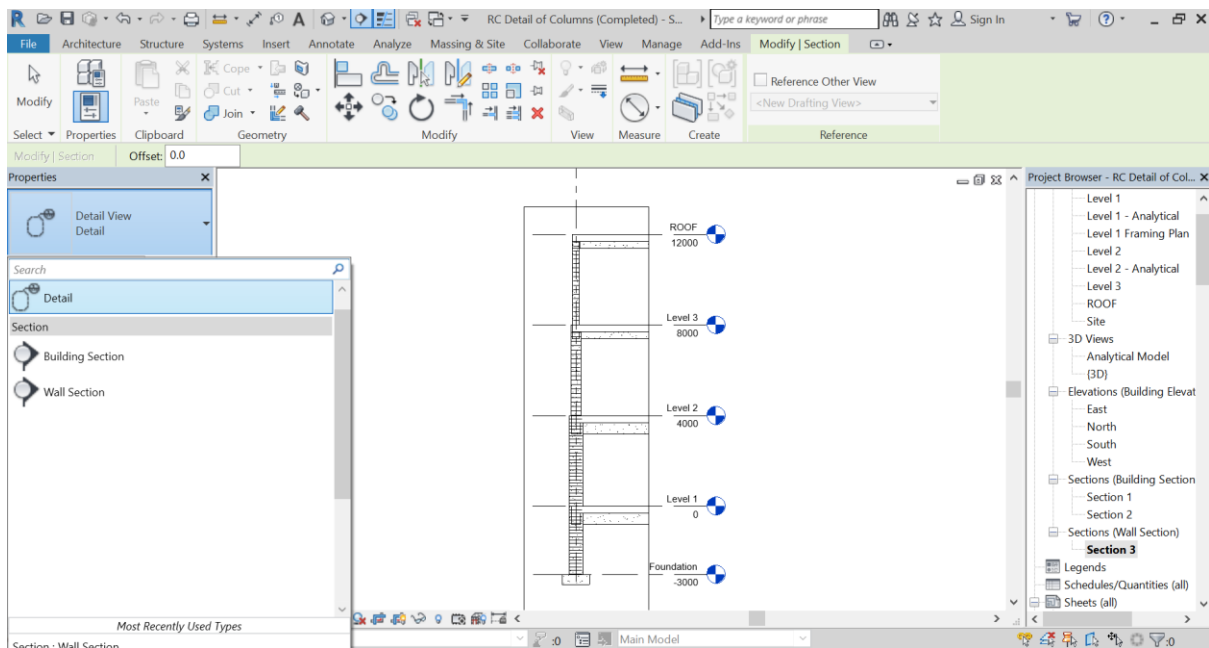 RC Detail of Columns (Completed) - S... Type a keyword or phrase Sign In
File Architecture Structure Systems Insert Annotate Analyze Massing & Site Collaborate View Manage Add-Ins Modify | Section
Modify Paste Cope Cut Join Reference Other View
<New Drafting View>
Select Properties Clipboard Geometry Modify View Measure Create Reference
Modify | Section Offset: 0.0
Properties
Detail View
Detail
Search
Detail
Section
Building Section
Wall Section
Most Recently Used Types
Section : Wall Section
ROOF
12000
Level 3
8000
Level 2
4000
Level 1
0
Foundation
-3000
:0 Main Model
Project Browser - RC Detail of Col...
Level 1
Level 1 - Analytical
Level 1 Framing Plan
Level 2
Level 2 - Analytical
Level 3
ROOF
Site
3D Views
Analytical Model
{3D}
Elevations (Building Elevat
East
North
South
West
Sections (Building Section
Section 1
Section 2
Sections (Wall Section)
Section 3
Legends
Schedules/Quantities (all)
Sheets (all)
:0